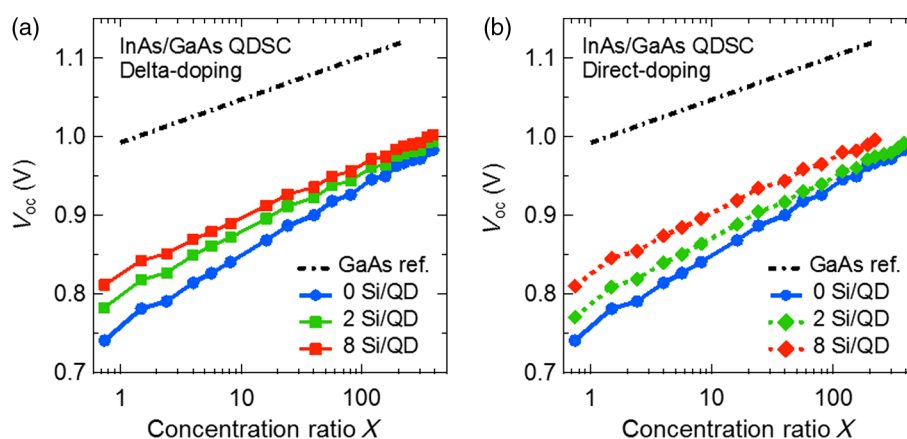 (a)
InAs/GaAs QDSC
Delta-doping
1.1
1.0
0.9
0.8
0.7
Voc (V)
GaAs ref.
0 Si/QD
2 Si/QD
8 Si/QD
1
10
100
Concentration ratio X
(b)
InAs/GaAs QDSC
Direct-doping
1.1
1.0
0.9
0.8
0.7
Voc (V)
GaAs ref.
0 Si/QD
2 Si/QD
8 Si/QD
1
10
100
Concentration ratio X